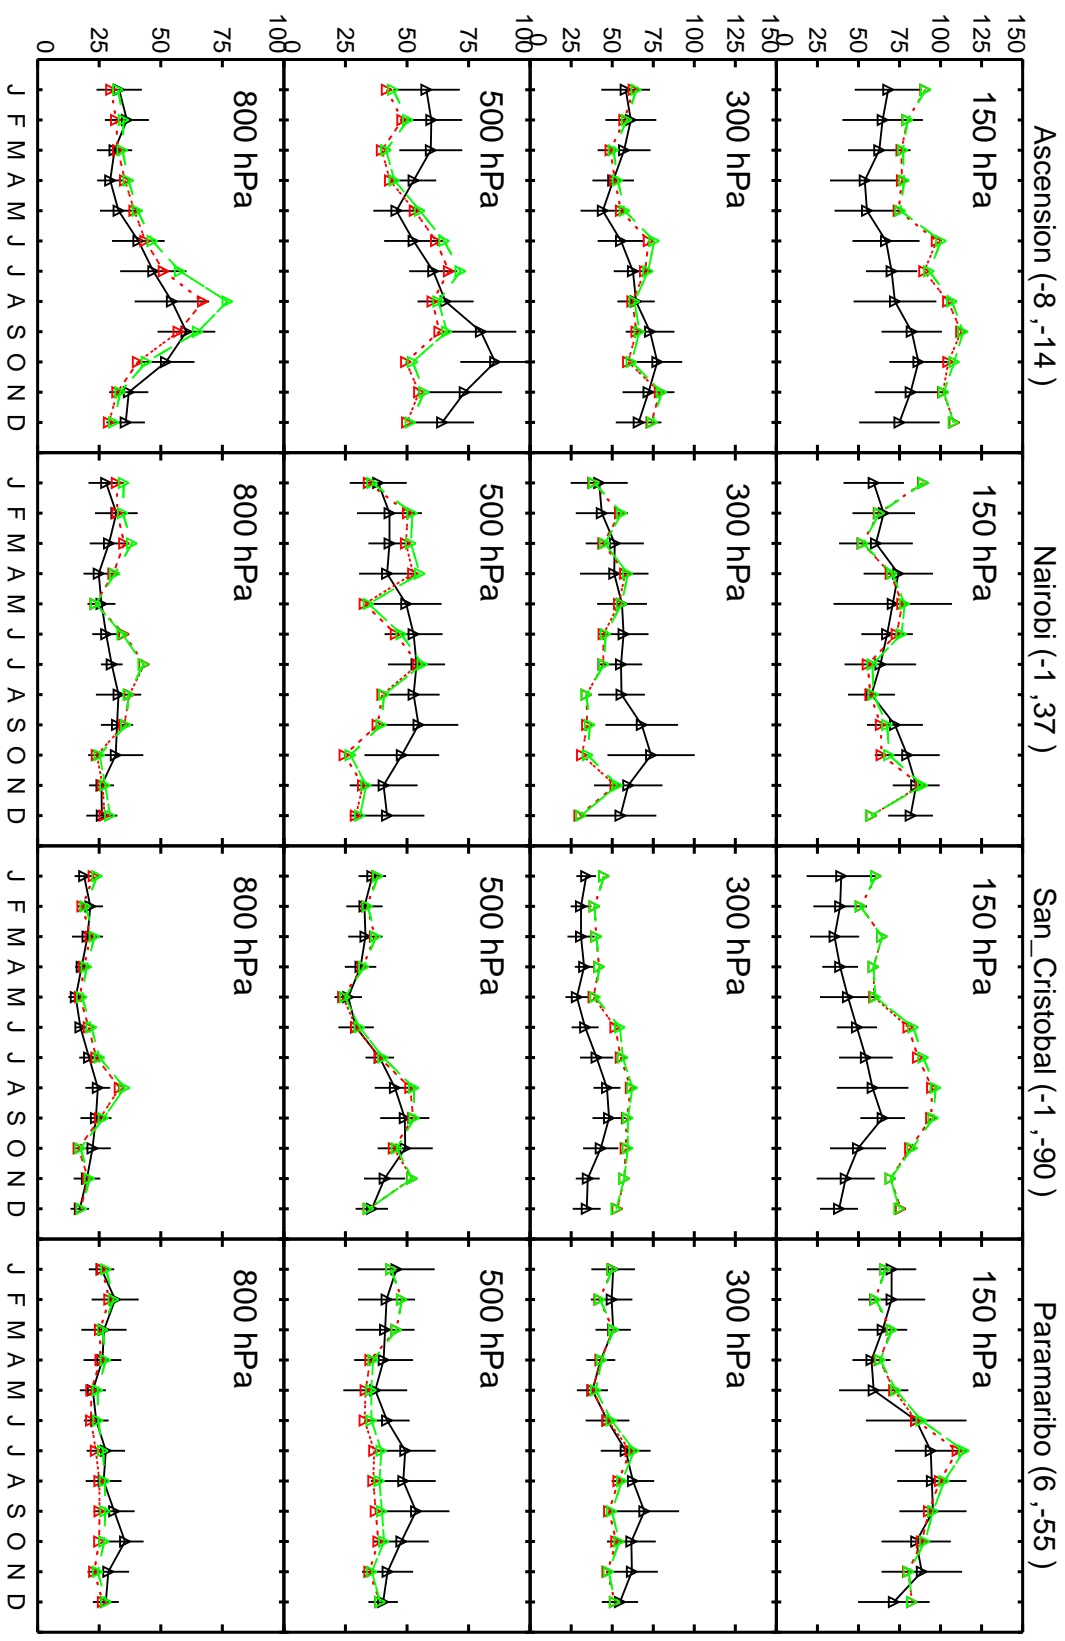 Ascension (-8 ,-14 )
Nairobi (-1 ,37 )
San_Cristobal (-1 ,-90 )
Paramaribo (6 ,-55 )
150
125
100
75
50
25
0
150 hPa
150 hPa
150 hPa
150 hPa
150
125
100
75
50
25
0
300 hPa
300 hPa
300 hPa
300 hPa
100
75
50
25
0
500 hPa
500 hPa
500 hPa
500 hPa
100
75
50
25
0
800 hPa
800 hPa
800 hPa
800 hPa
J F M A M J J A S O N D
J F M A M J J A S O N D
J F M A M J J A S O N D
J F M A M J J A S O N D